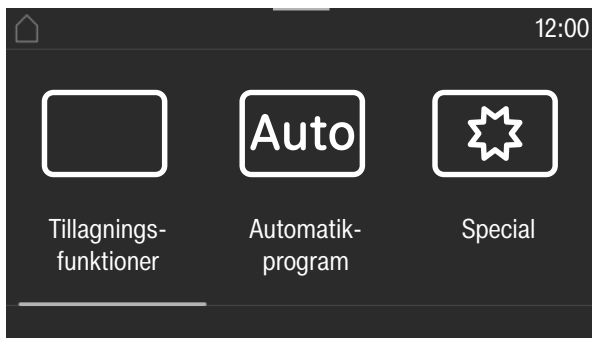 12:00
Auto
Tillagnings-
funktioner
Automatik-
program
Special